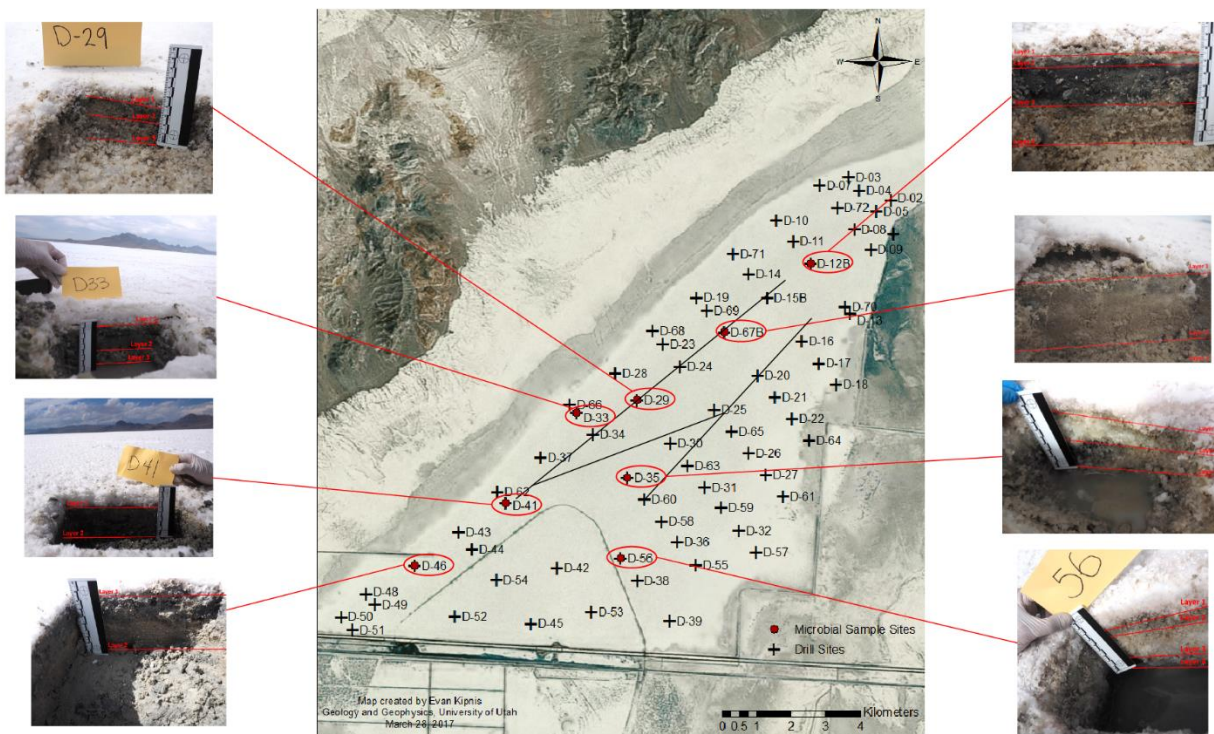 D-29
Layer 2
D33
Layer 2
Layer 3
D41
Layer 2
N
W
E
S
D-03
D-07
D-04
D-02
D-72
D-05
D-10
D-08
D-11
D-09
D-71
D-12B
D-14
D-19
D-15B
D-69
D-70
D-13
D-68
D-67B
D-23
D-16
D-24
D-17
D-28
D-20
D-18
D-29
D-21
D-66
D-33
D-25
D-22
D-34
D-65
D-64
D-30
D-26
D-37
D-63
D-35
D-27
D-62
D-31
D-61
D-41
D-60
D-59
D-58
D-43
D-32
D-36
D-44
D-57
D-56
D-46
D-42
D-55
D-54
D-38
D-48
D-49
D-53
D-50
D-52
D-45
D-39
D-51
Microbial Sample Sites
Drill Sites
Map created by Evan Kipnis
Geology and Geophysics, University of Utah
March 28, 2017
Kilometers
0 0.5 1 2 3 4
56